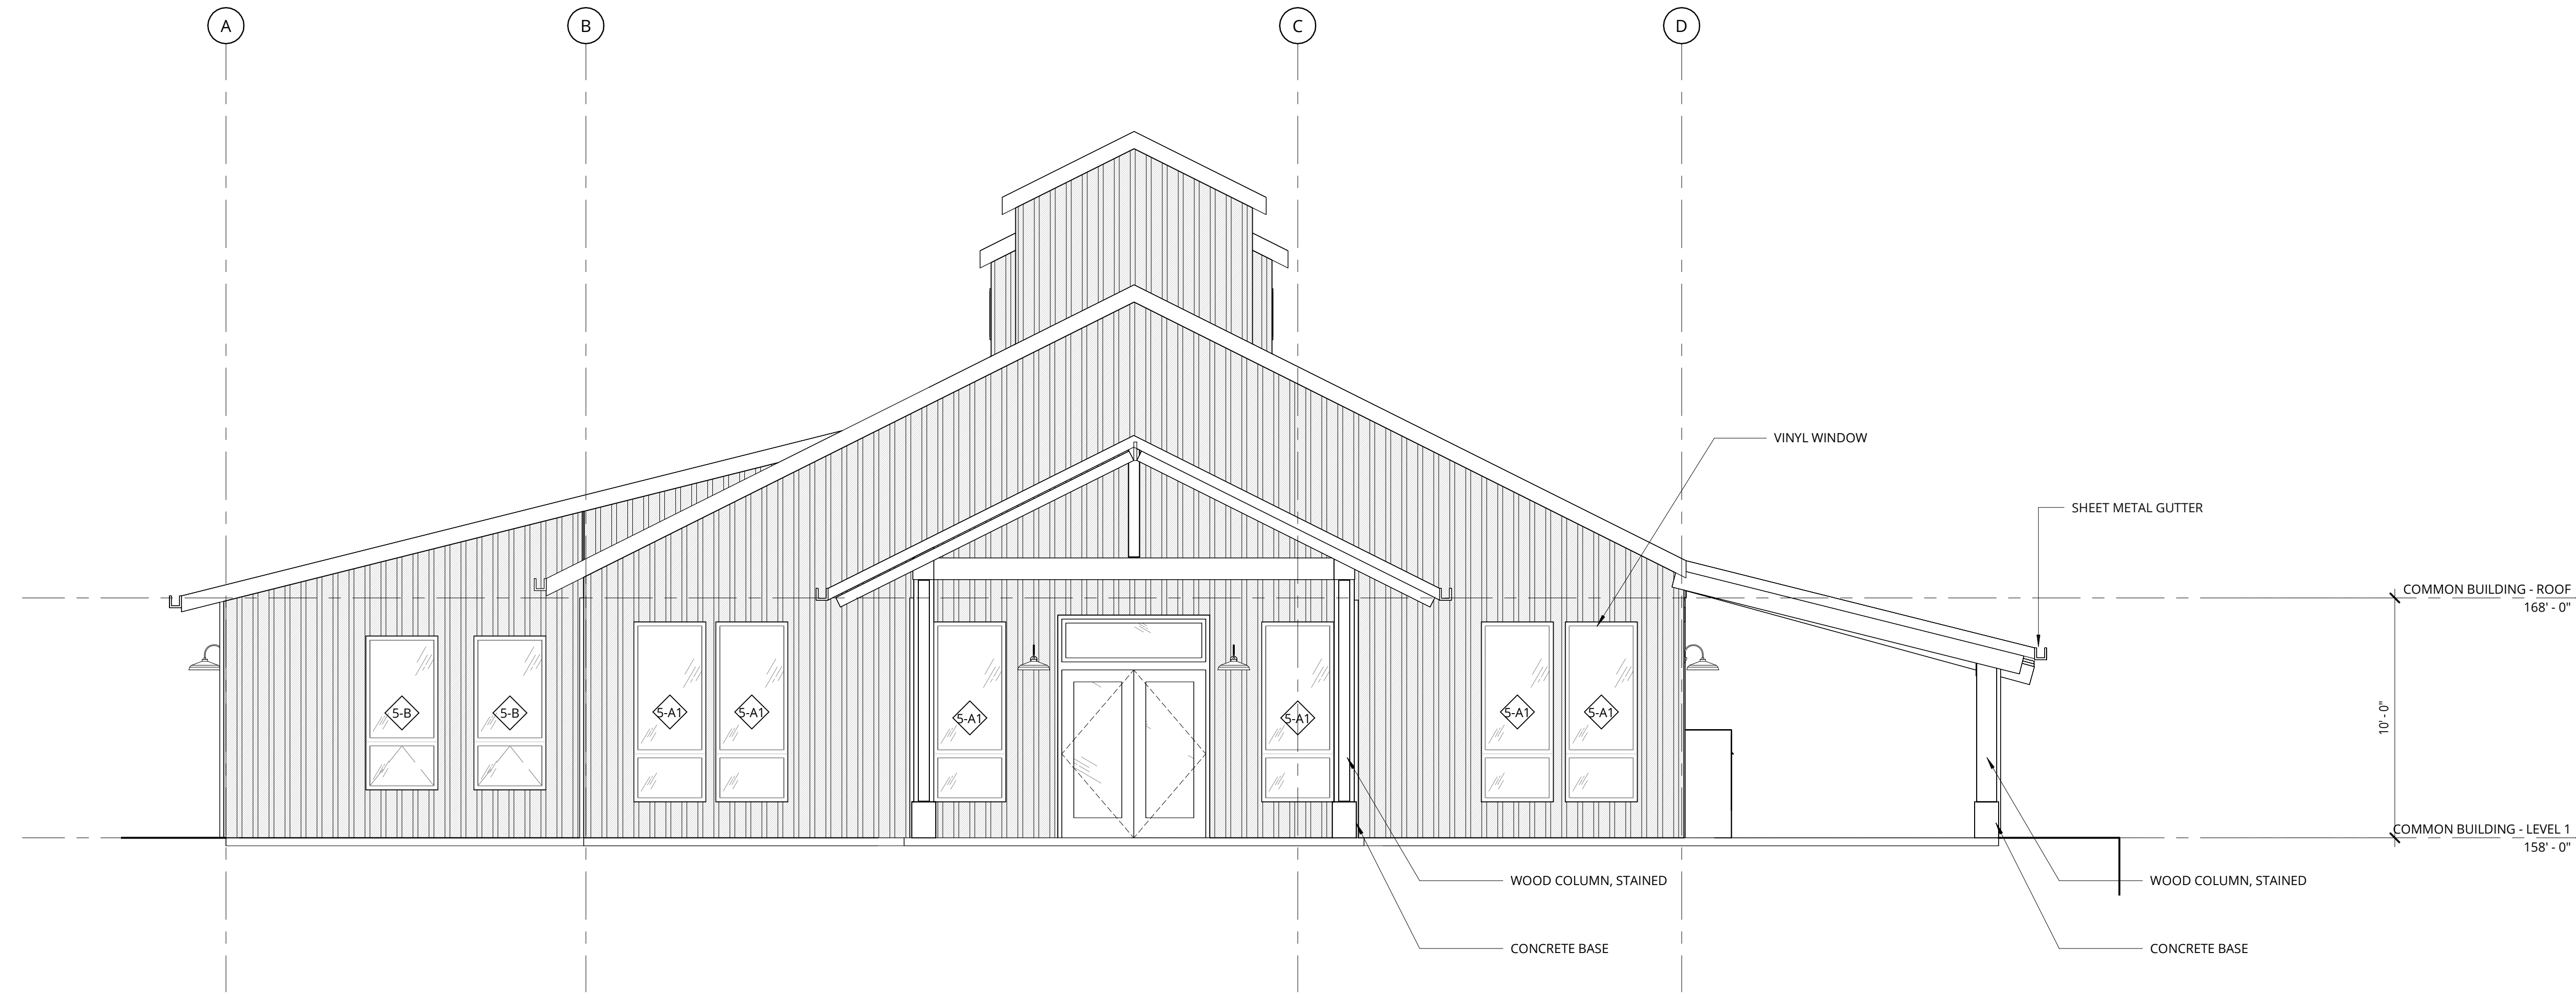 A
B
C
D
VINYL WINDOW
SHEET METAL GUTTER
COMMON BUILDING - ROOF
168' - 0"
5-B
5-B
5-A1
5-A1
5-A1
5-A1
5-A1
5-A1
10' - 0"
COMMON BUILDING - LEVEL 1
158' - 0"
WOOD COLUMN, STAINED
WOOD COLUMN, STAINED
CONCRETE BASE
CONCRETE BASE